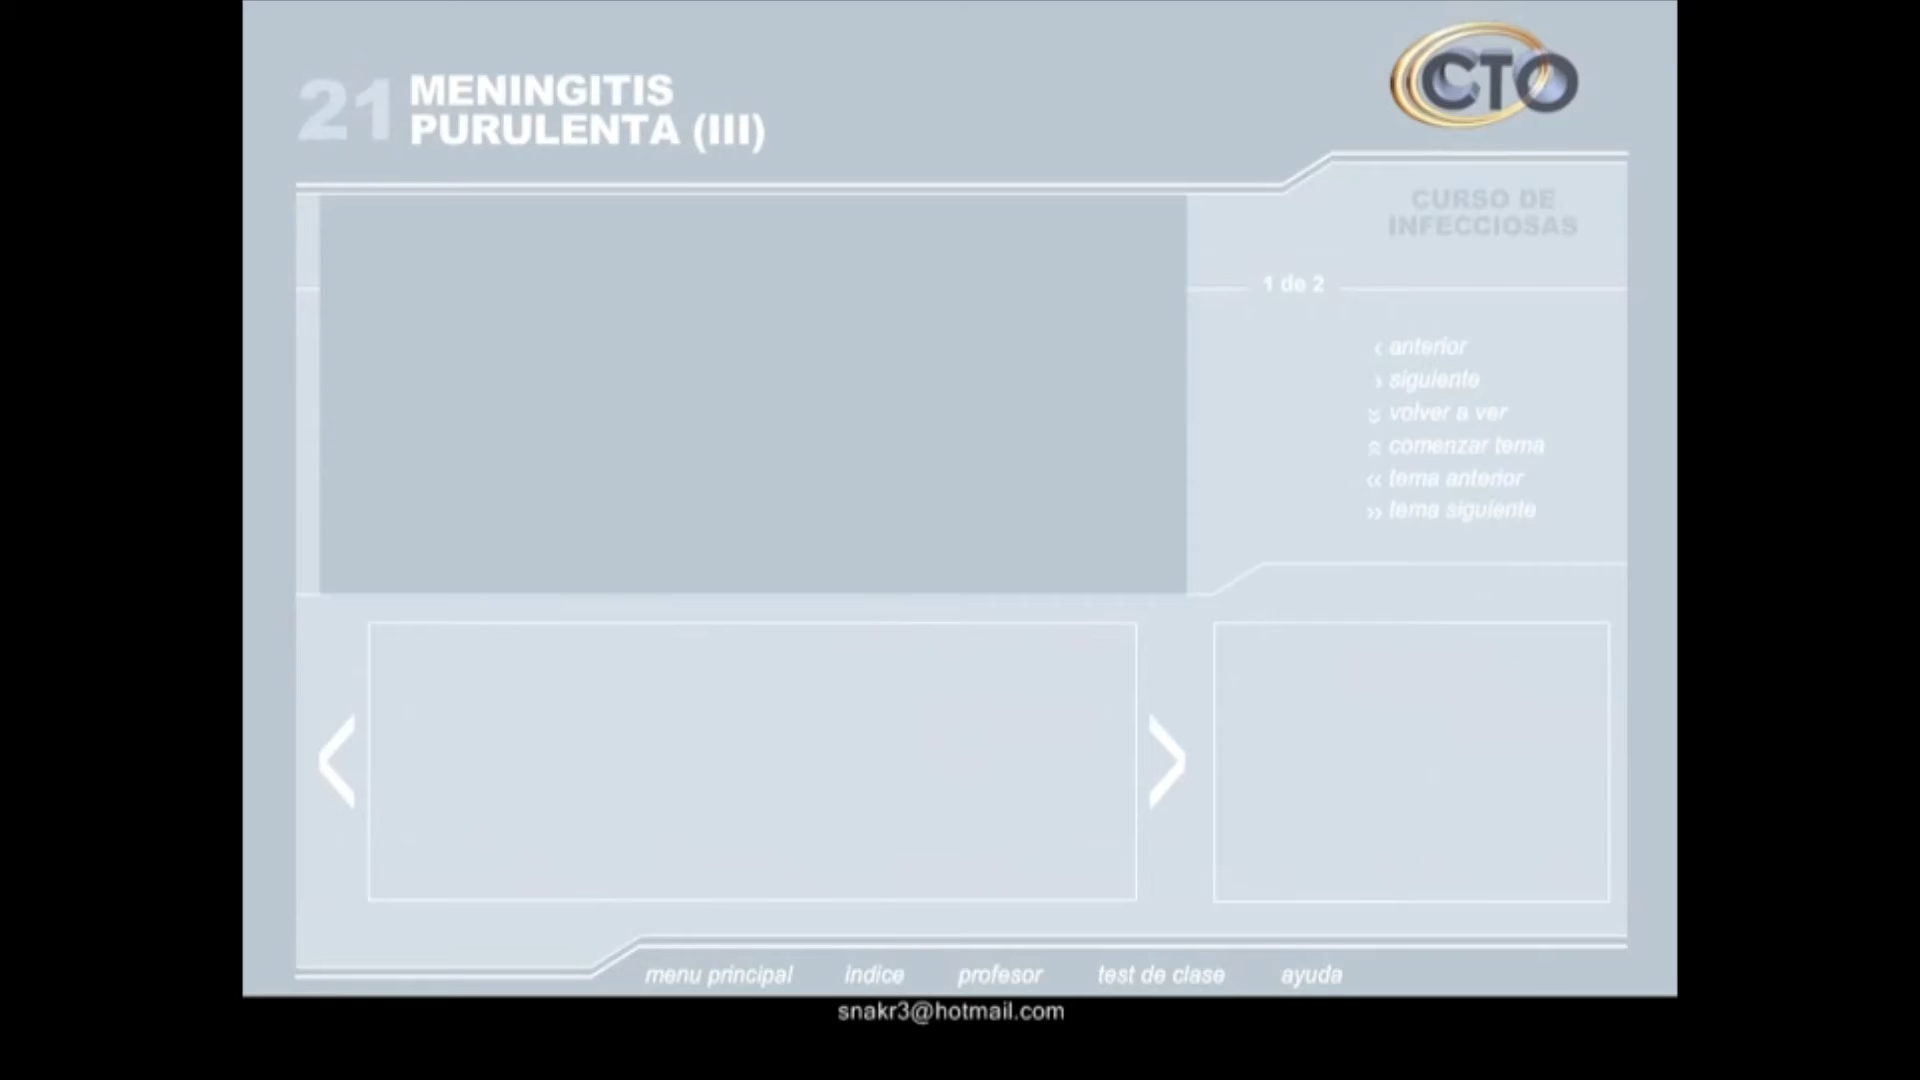 21 MENINGITIS
PURULENTA (III)
CTO
CURSO DE
INFECCIOSAS
1 de 2
‹ anterior
› siguiente
volver a ver
comenzar tema
‹‹ tema anterior
›› tema siguiente
menu principal índice profesor test de clase ayuda
snakr3@hotmail.com